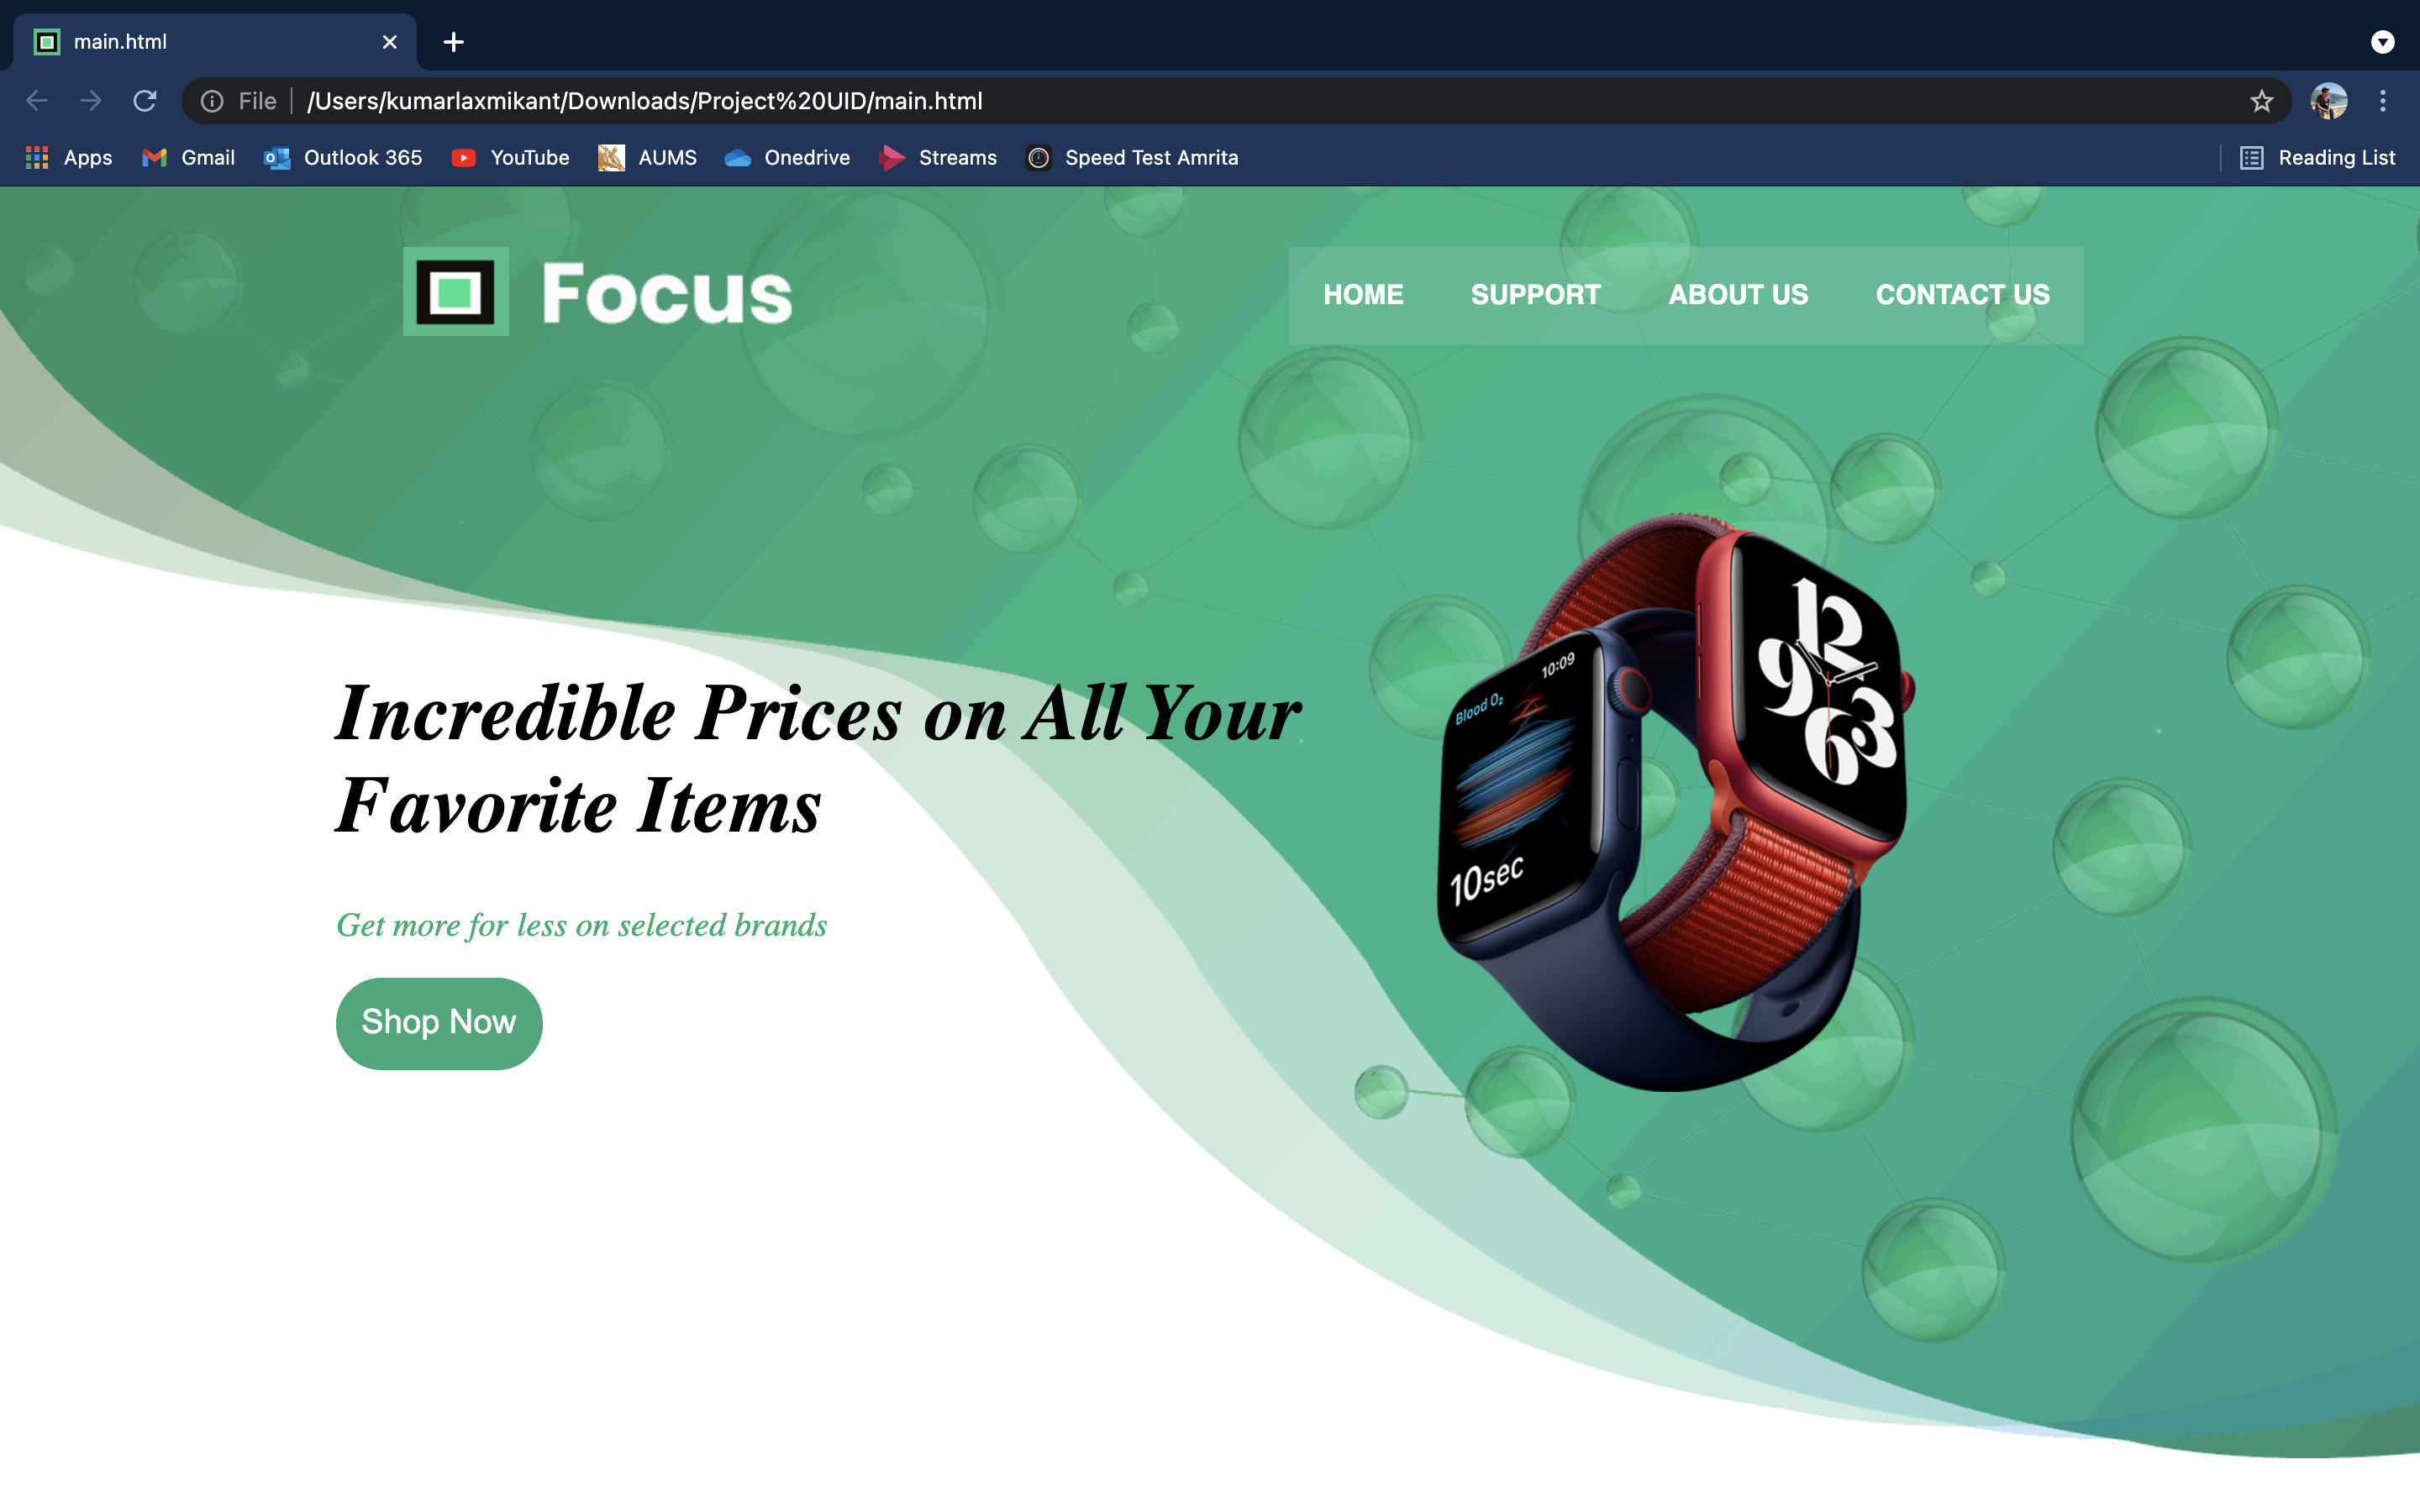 main.html
File /Users/kumarlaxmikant/Downloads/Project%20UID/main.html
Apps Gmail Outlook 365 YouTube AUMS Onedrive Streams Speed Test Amrita Reading List
Focus HOME SUPPORT ABOUT US CONTACT US
Incredible Prices on All Your
Favorite Items
Get more for less on selected brands
Shop Now
10:09
Blood O₂
10sec
12
9 3
6